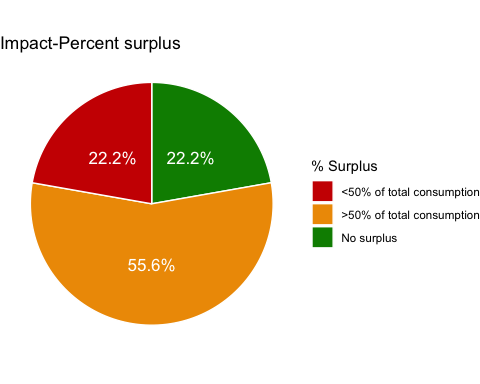 Impact-Percent surplus
22.2%
22.2%
55.6%
% Surplus
<50% of total consumption
>50% of total consumption
No surplus